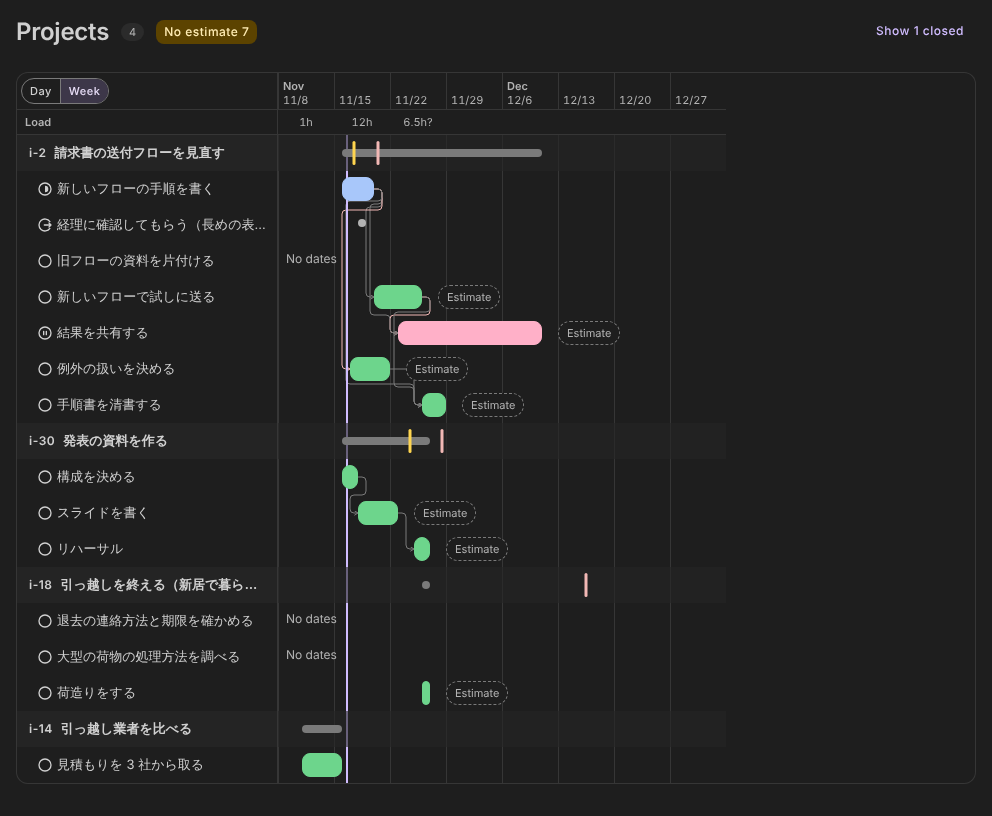 Projects 4 No estimate 7 Show 1 closed
Day Week
Nov Dec
11/8 11/15 11/22 11/29 12/6 12/13 12/20 12/27
Load 1h 12h 6.5h?
i-2 請求書の送付フローを見直す
新しいフローの手順を書く
経理に確認してもらう（長めの表...
旧フローの資料を片付ける No dates
新しいフローで試しに送る Estimate
結果を共有する Estimate
例外の扱いを決める Estimate
手順書を清書する Estimate
i-30 発表の資料を作る
構成を決める
スライドを書く Estimate
リハーサル Estimate
i-18 引っ越しを終える（新居で暮ら...
退去の連絡方法と期限を確かめる No dates
大型の荷物の処理方法を調べる No dates
荷造りをする Estimate
i-14 引っ越し業者を比べる
見積もりを 3 社から取る